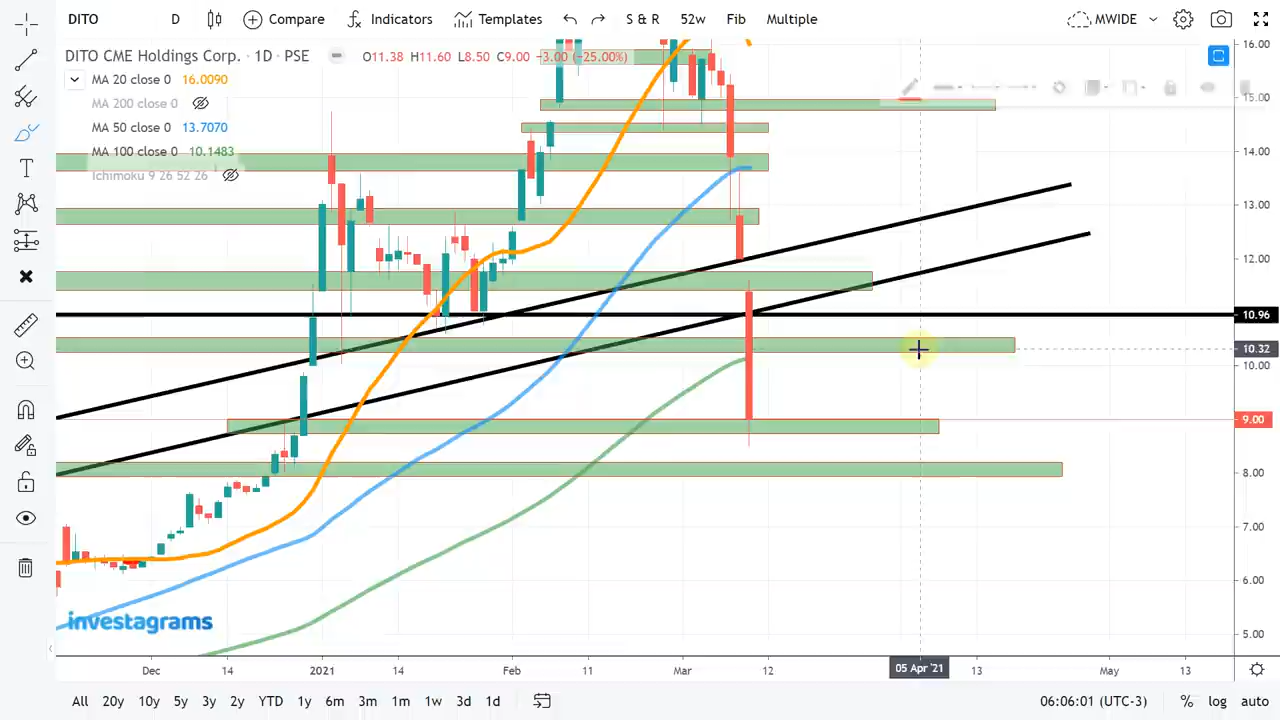 DITO D Compare Indicators Templates S & R 52w Fib Multiple MWIDE
DITO CME Holdings Corp. · 1D · PSE O11.38 H11.60 L8.50 C9.00 −3.00 (−25.00%)
MA 20 close 0 16.0090
MA 200 close 0
MA 50 close 0 13.7070
MA 100 close 0 10.1483
Ichimoku 9 26 52 26
16.00
15.00
14.00
13.00
12.00
10.96
10.32
10.00
9.00
8.00
7.00
6.00
5.00
investagrams
Dec 14 2021 14 Feb 11 Mar 12 05 Apr '21 13 May 13
All 20y 10y 5y YTD 3y 2y 1y 6m 3m 1m 1w 3d 1d 06:06:01 (UTC-3) % log auto